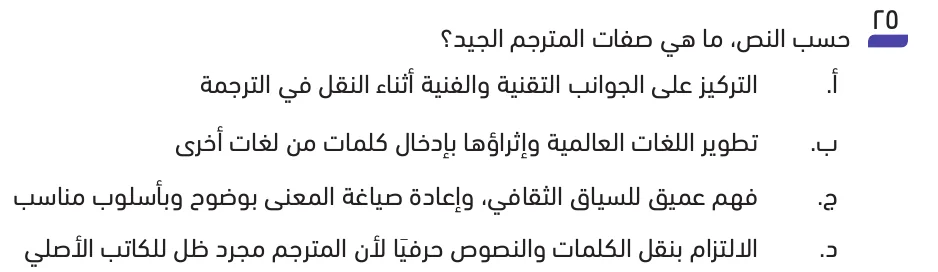 ٢٥
حسب النص، ما هي صفات المترجم الجيد؟
أ. التركيز على الجوانب التقنية والفنية أثناء النقل في الترجمة
ب. تطوير اللغات العالمية وإثراؤها بإدخال كلمات من لغات أخرى
ج. فهم عميق للسياق الثقافي، وإعادة صياغة المعنى بوضوح وبأسلوب مناسب
د. الالتزام بنقل الكلمات والنصوص حرفيًا لأن المترجم مجرد ظل للكاتب الأصلي